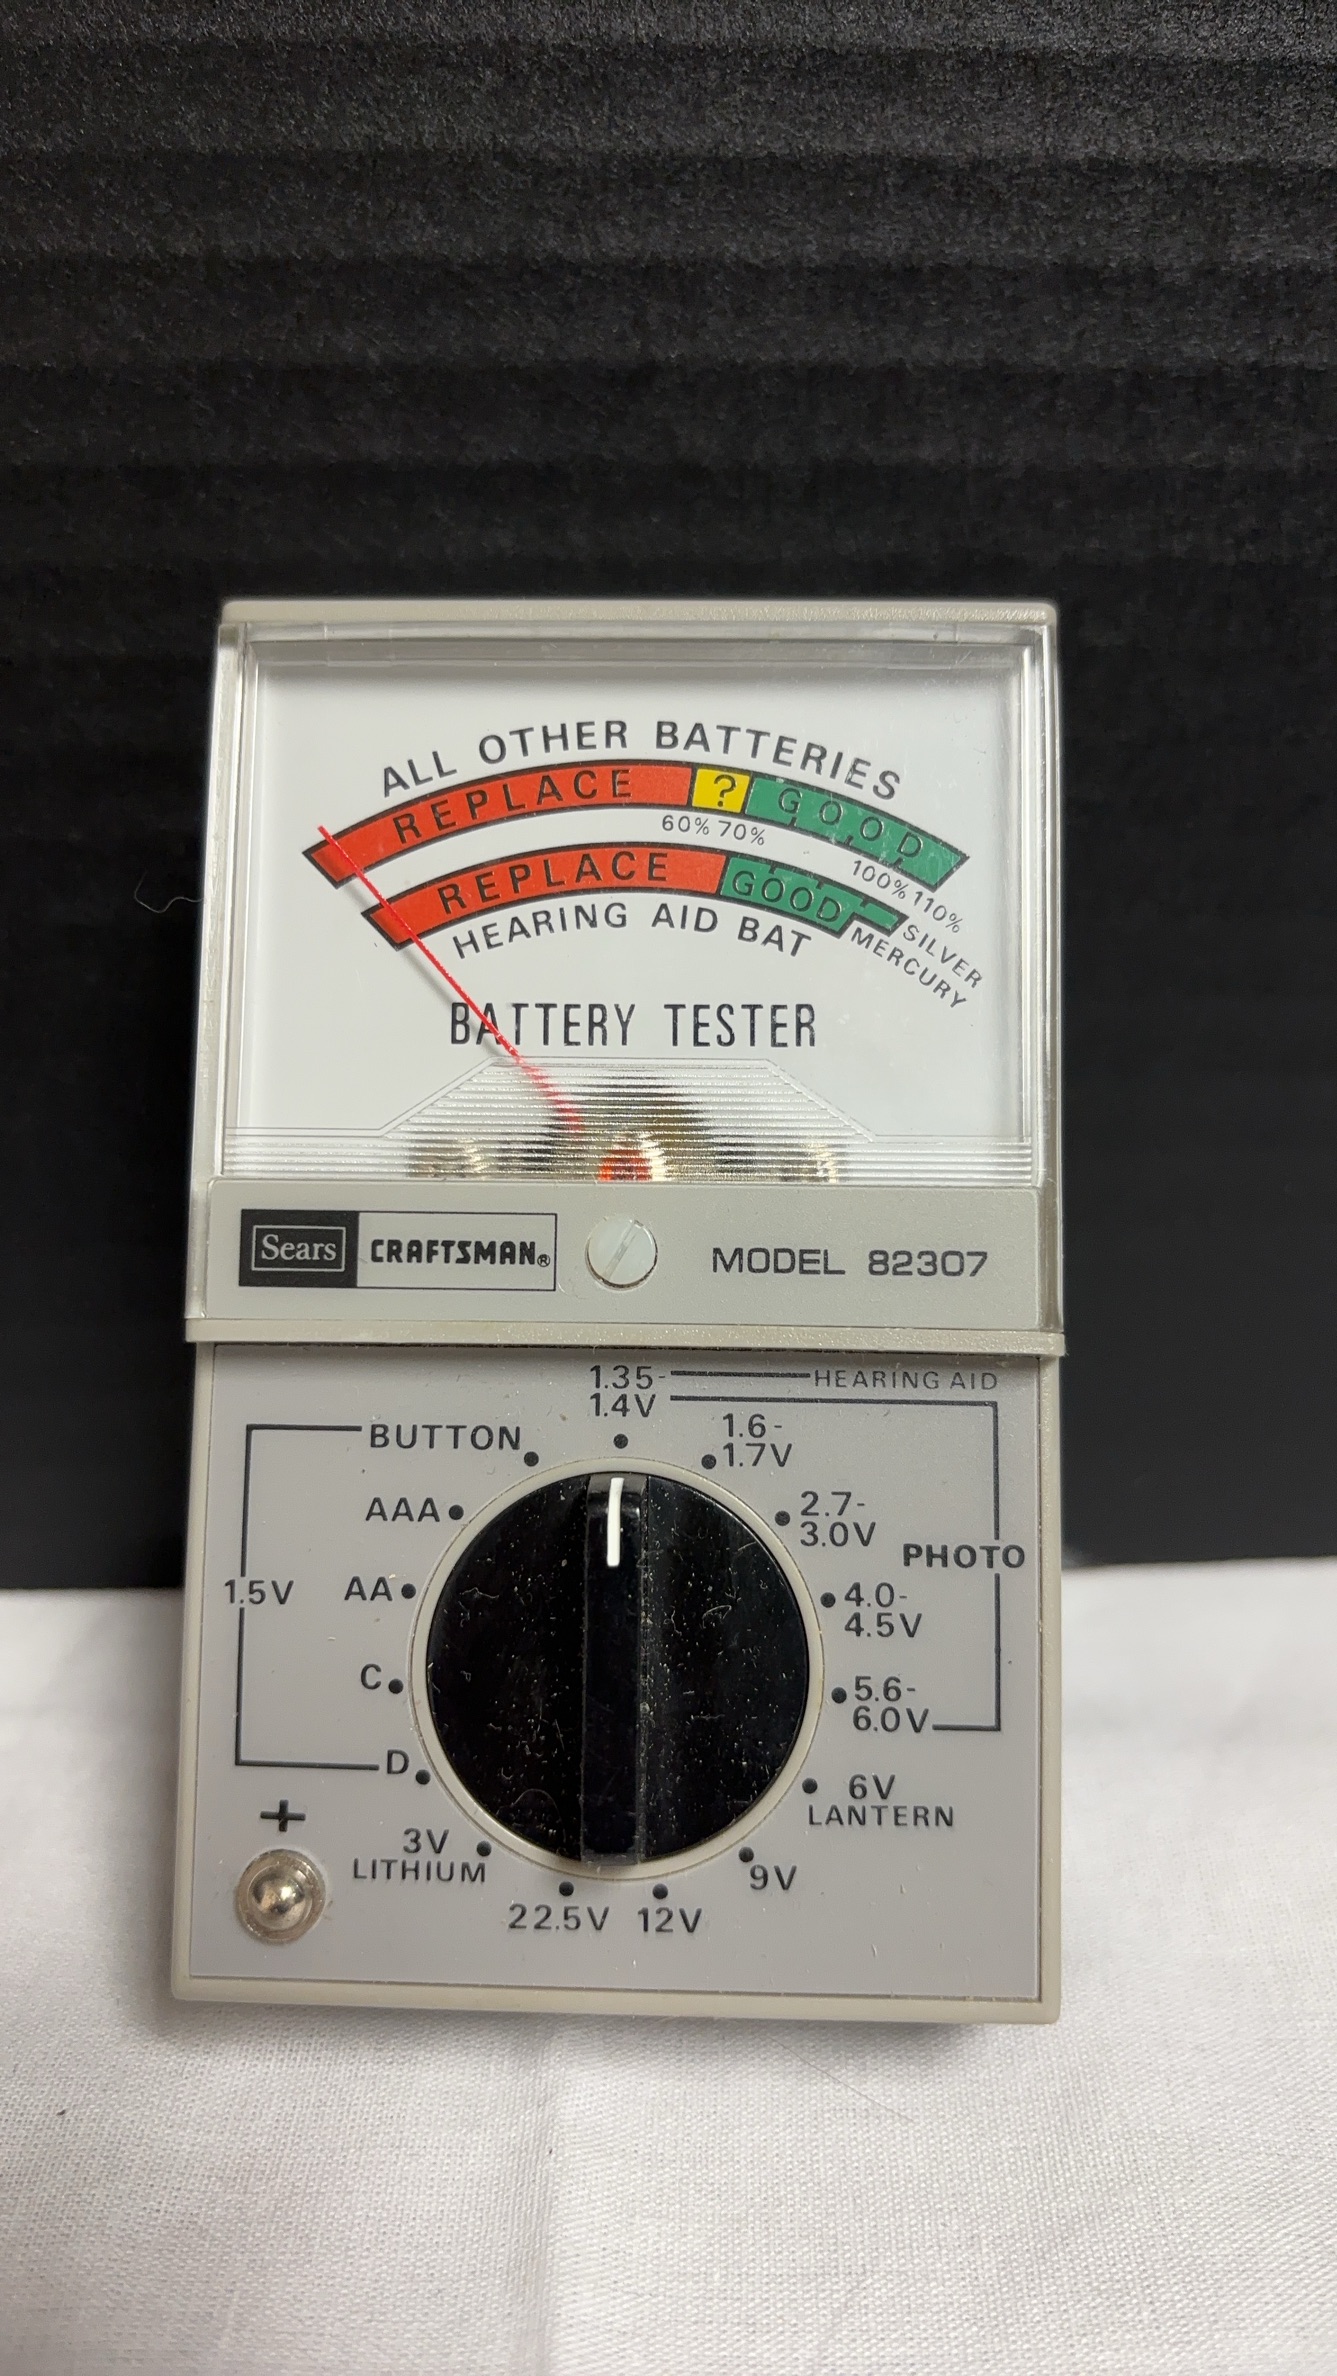 ALL OTHER BATTERIES
REPLACE ? GOOD
60% 70% 100% 110%
REPLACE GOOD
SILVER
MERCURY
HEARING AID BAT
BATTERY TESTER
Sears CRAFTSMAN® MODEL 82307
1.35- HEARING AID
1.4V
BUTTON
1.6-
1.7V
AAA
2.7-
3.0V
PHOTO
1.5V
AA
4.0-
4.5V
C
5.6-
6.0V
D
6V
LANTERN
+
3V
LITHIUM
9V
22.5V 12V